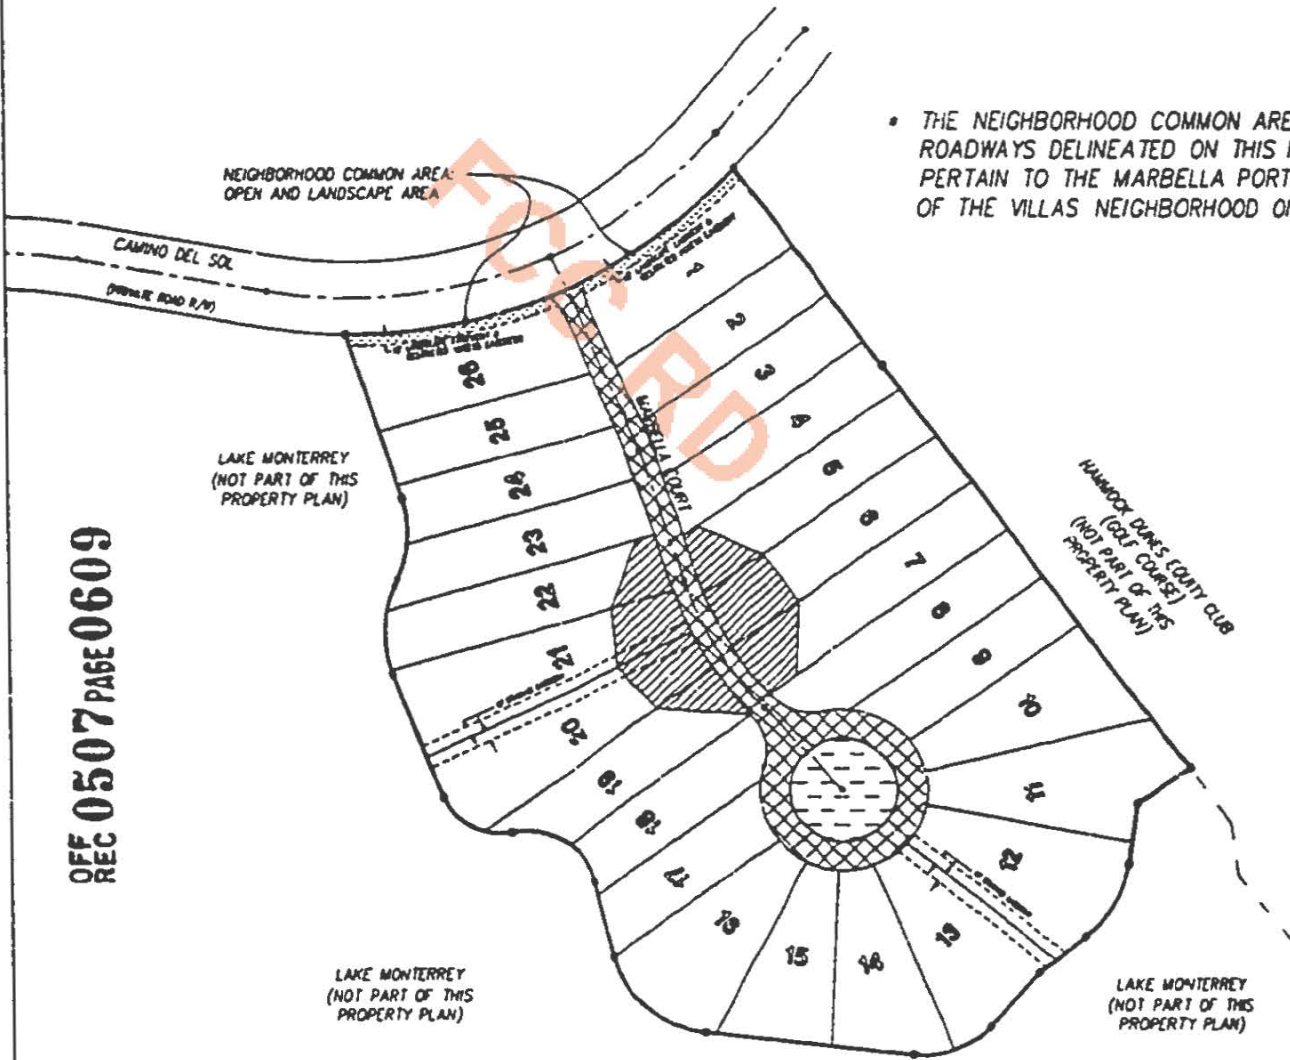 • THE NEIGHBORHOOD COMMON ARE
ROADWAYS DELINEATED ON THIS
PERTAIN TO THE MARBELLA PORT
OF THE VILLAS NEIGHBORHOOD
NEIGHBORHOOD COMMON AREA:
OPEN AND LANDSCAPE AREA
CAMINO DEL SOL
(PRIVATE ROAD R/W)
FCC RD
MARBELLA COURT
1
2
3
4
5
6
7
8
9
10
11
12
13
14
15
16
17
18
19
20
21
22
23
24
25
26
LAKE MONTERREY
(NOT PART OF THIS
PROPERTY PLAN)
HAMMOCK DUNES EQUITY CLUB
(GOLF COURSE)
(NOT PART OF THIS
PROPERTY PLAN)
OFF
REC 0507 PAGE 0609
LAKE MONTERREY
(NOT PART OF THIS
PROPERTY PLAN)
LAKE MONTERREY
(NOT PART OF THIS
PROPERTY PLAN)